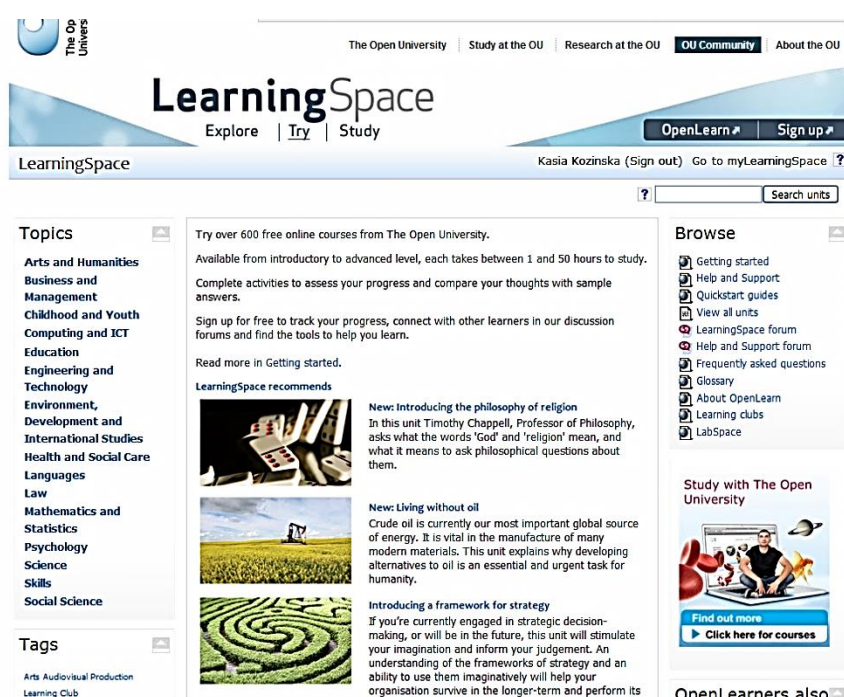 The Op
Univers
The Open University
Study at the OU
Research at the OU
OU Community
About the OU
LearningSpace
Explore | Try | Study
OpenLearn
Sign up
LearningSpace
Kasia Kozinska (Sign out) Go to myLearningSpace ?
?
Search units
Topics
Arts and Humanities
Business and
Management
Childhood and Youth
Computing and ICT
Education
Engineering and
Technology
Environment,
Development and
International Studies
Health and Social Care
Languages
Law
Mathematics and
Statistics
Psychology
Science
Skills
Social Science
Tags
Arts Audiovisual Production
Learning Club
Try over 600 free online courses from The Open University.
Available from introductory to advanced level, each takes between 1 and 50 hours to study.
Complete activities to assess your progress and compare your thoughts with sample
answers.
Sign up for free to track your progress, connect with other learners in our discussion
forums and find the tools to help you learn.
Read more in Getting started.
LearningSpace recommends
New: Introducing the philosophy of religion
In this unit Timothy Chappell, Professor of Philosophy,
asks what the words 'God' and 'religion' mean, and
what it means to ask philosophical questions about
them.
New: Living without oil
Crude oil is currently our most important global source
of energy. It is vital in the manufacture of many
modern materials. This unit explains why developing
alternatives to oil is an essential and urgent task for
humanity.
Introducing a framework for strategy
If you're currently engaged in strategic decision-
making, or will be in the future, this unit will stimulate
your imagination and inform your judgement. An
understanding of the frameworks of strategy and an
ability to use them imaginatively will help your
organisation survive in the longer-term and perform its
Browse
Getting started
Help and Support
Quickstart guides
View all units
LearningSpace forum
Help and Support forum
Frequently asked questions
Glossary
About OpenLearn
Learning clubs
LabSpace
Study with The Open
University
Find out more
Click here for courses
OpenLearners also